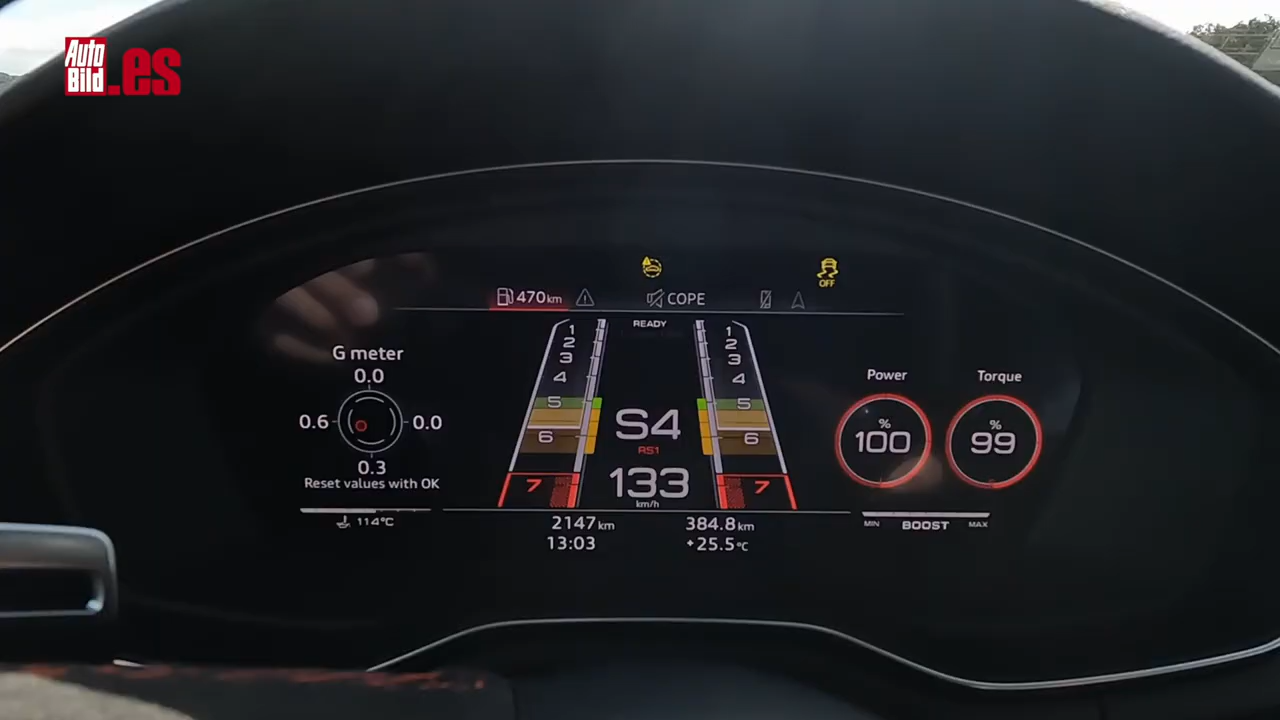 Auto
Bild
.es
OFF
470 km
COPE
READY
G meter
0.0
0.6
0.0
0.3
Reset values with OK
114°C
1
2
3
4
5
6
7
S4
RS1
133
km/h
1
2
3
4
5
6
7
Power
%
100
Torque
%
99
MIN
BOOST
MAX
2147 km
384.8 km
13:03
+25.5 °C